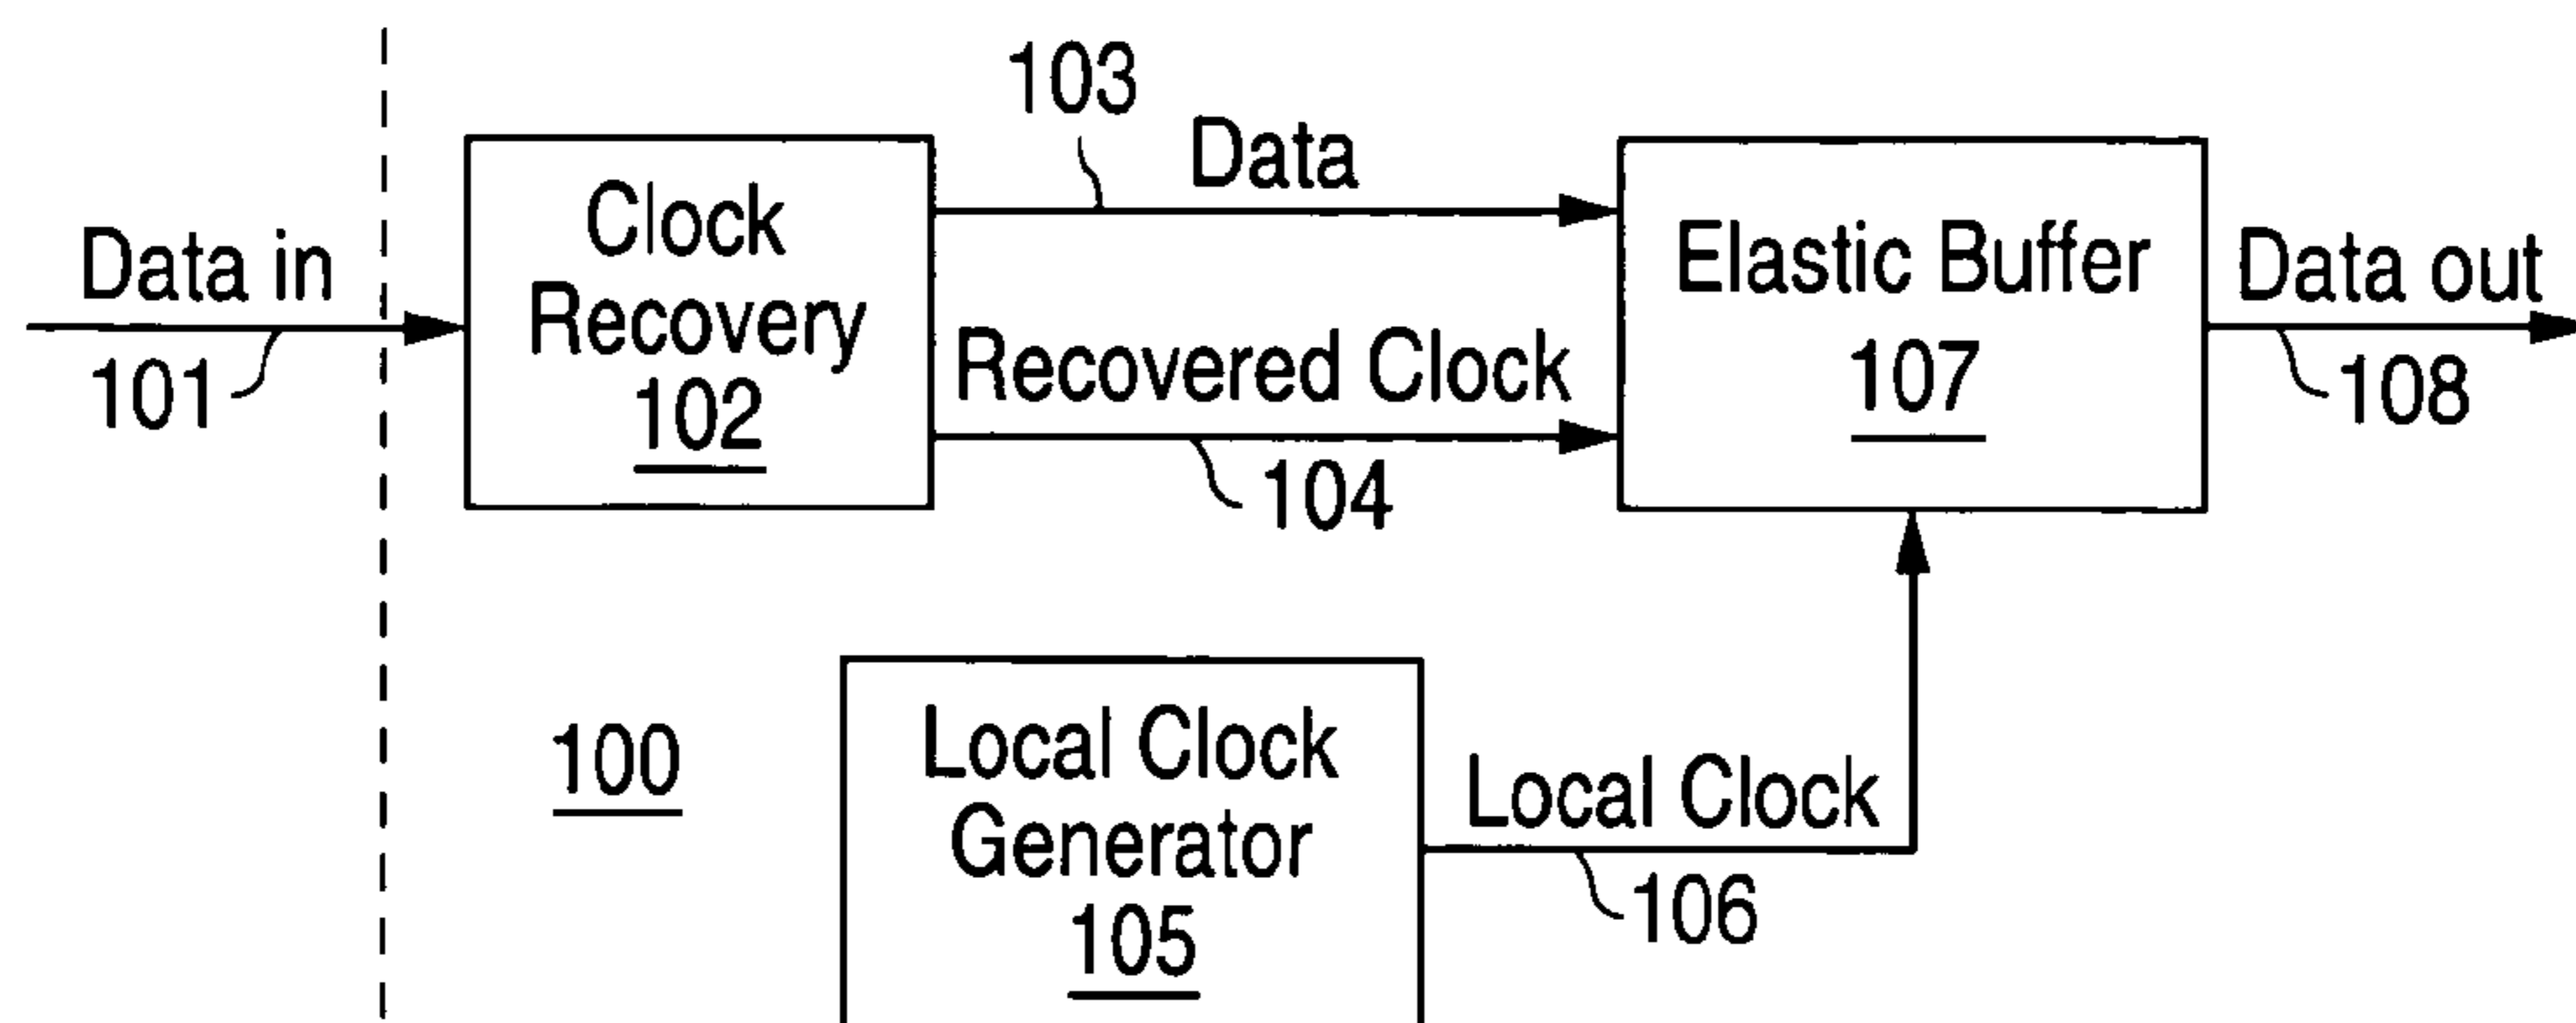 103
Data
Clock
Recovery
102
Data in
101
Recovered Clock
104
Elastic Buffer
107
Data out
108
100
Local Clock
Generator
105
Local Clock
106